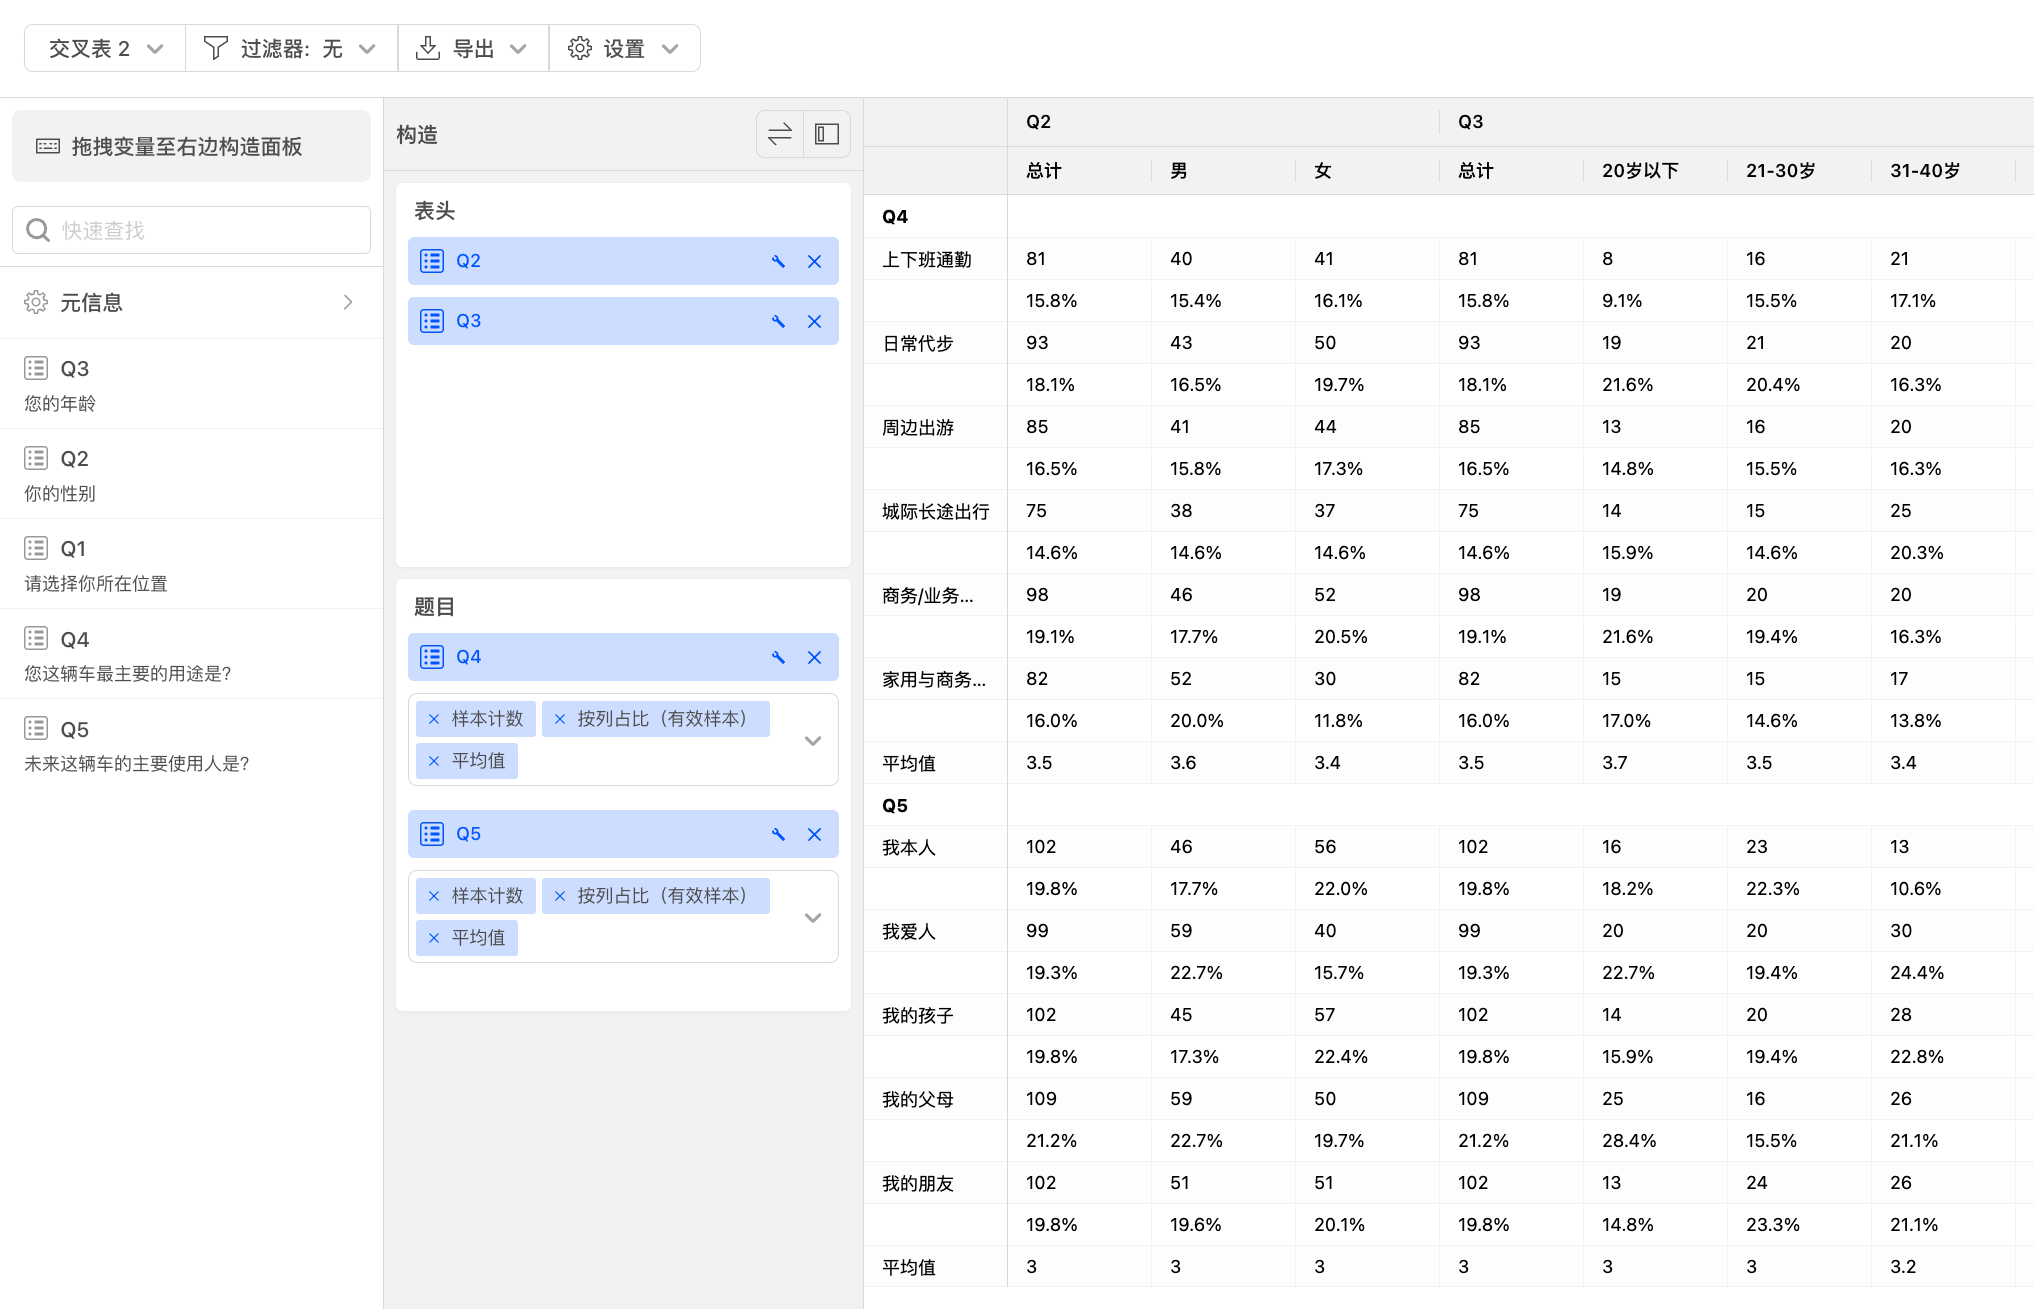 交叉表 2
过滤器: 无
导出
设置
拖拽变量至右边构造面板
快速查找
元信息
Q3
您的年龄
Q2
你的性别
Q1
请选择你所在位置
Q4
您这辆车最主要的用途是?
Q5
未来这辆车的主要使用人是?
构造
表头
Q2
Q3
题目
Q4
样本计数 按列占比（有效样本）
平均值
Q5
样本计数 按列占比（有效样本）
平均值
Q2 Q3
总计 男 女 总计 20岁以下 21-30岁 31-40岁
Q4
上下班通勤 81 40 41 81 8 16 21
15.8% 15.4% 16.1% 15.8% 9.1% 15.5% 17.1%
日常代步 93 43 50 93 19 21 20
18.1% 16.5% 19.7% 18.1% 21.6% 20.4% 16.3%
周边出游 85 41 44 85 13 16 20
16.5% 15.8% 17.3% 16.5% 14.8% 15.5% 16.3%
城际长途出行 75 38 37 75 14 15 25
14.6% 14.6% 14.6% 14.6% 15.9% 14.6% 20.3%
商务/业务... 98 46 52 98 19 20 20
19.1% 17.7% 20.5% 19.1% 21.6% 19.4% 16.3%
家用与商务... 82 52 30 82 15 15 17
16.0% 20.0% 11.8% 16.0% 17.0% 14.6% 13.8%
平均值 3.5 3.6 3.4 3.5 3.7 3.5 3.4
Q5
我本人 102 46 56 102 16 23 13
19.8% 17.7% 22.0% 19.8% 18.2% 22.3% 10.6%
我爱人 99 59 40 99 20 20 30
19.3% 22.7% 15.7% 19.3% 22.7% 19.4% 24.4%
我的孩子 102 45 57 102 14 20 28
19.8% 17.3% 22.4% 19.8% 15.9% 19.4% 22.8%
我的父母 109 59 50 109 25 16 26
21.2% 22.7% 19.7% 21.2% 28.4% 15.5% 21.1%
我的朋友 102 51 51 102 13 24 26
19.8% 19.6% 20.1% 19.8% 14.8% 23.3% 21.1%
平均值 3 3 3 3 3 3 3.2